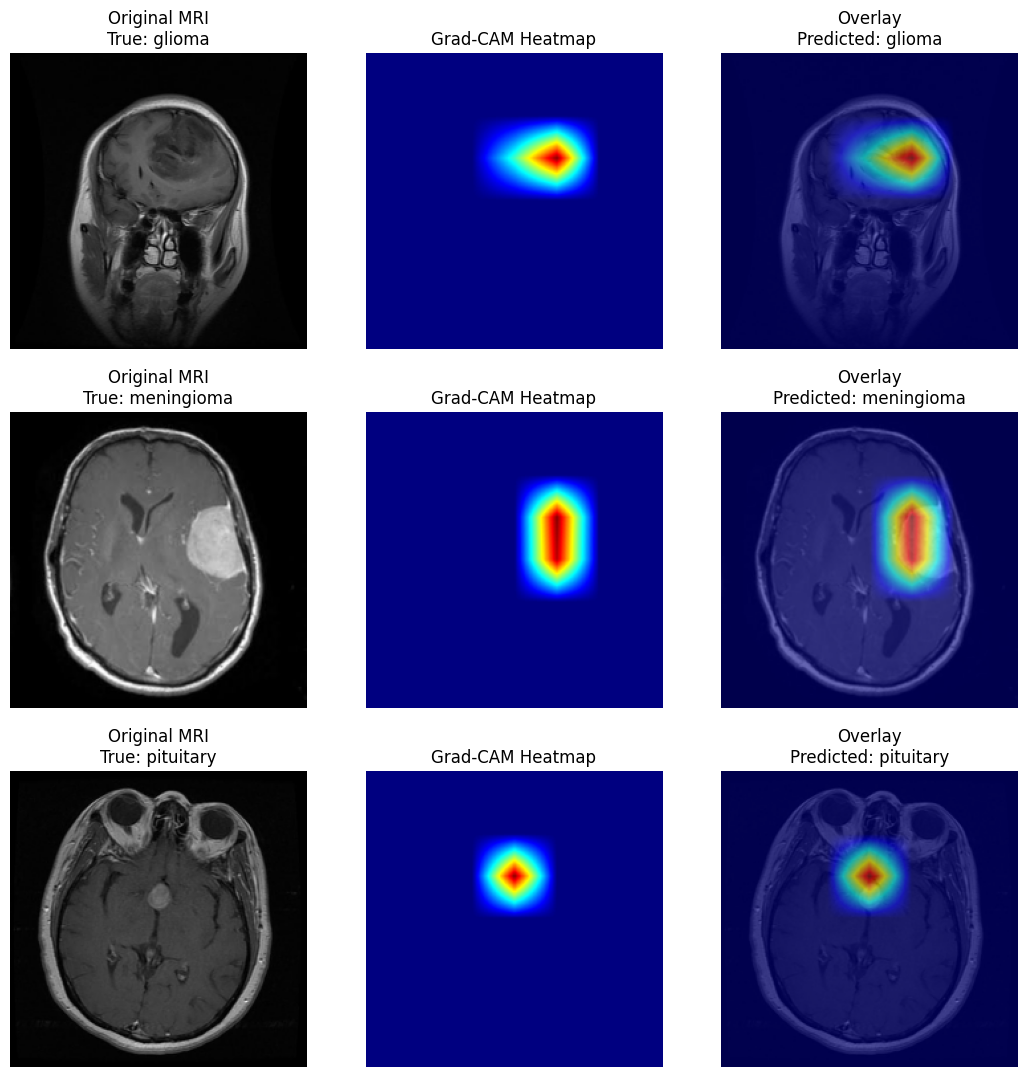 Original MRI
True: glioma
Grad-CAM Heatmap
Overlay
Predicted: glioma
Original MRI
True: meningioma
Grad-CAM Heatmap
Overlay
Predicted: meningioma
Original MRI
True: pituitary
Grad-CAM Heatmap
Overlay
Predicted: pituitary